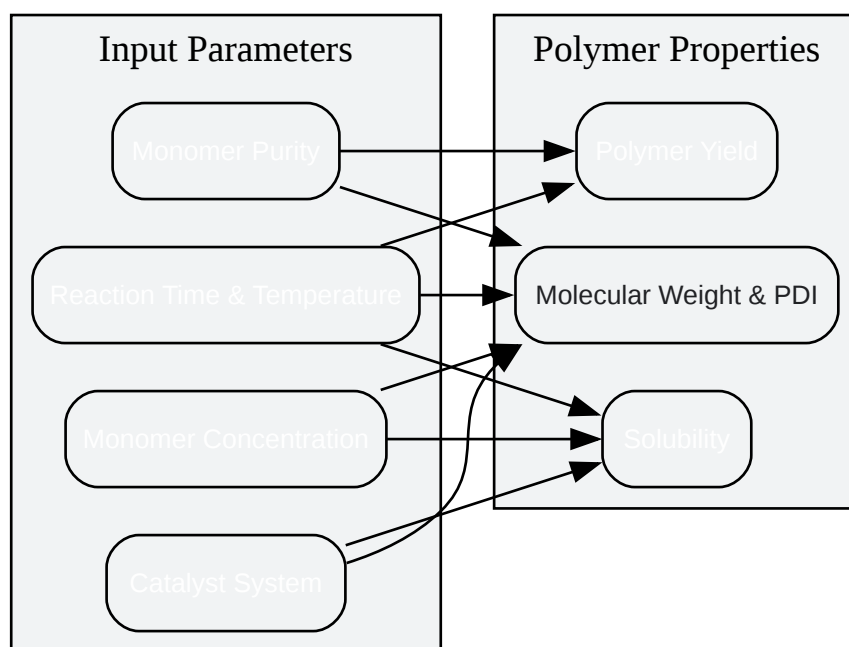 Input Parameters
Polymer Properties
Monomer Purity
Polymer Yield
Reaction Time & Temperature
Molecular Weight & PDI
Monomer Concentration
Solubility
Catalyst System